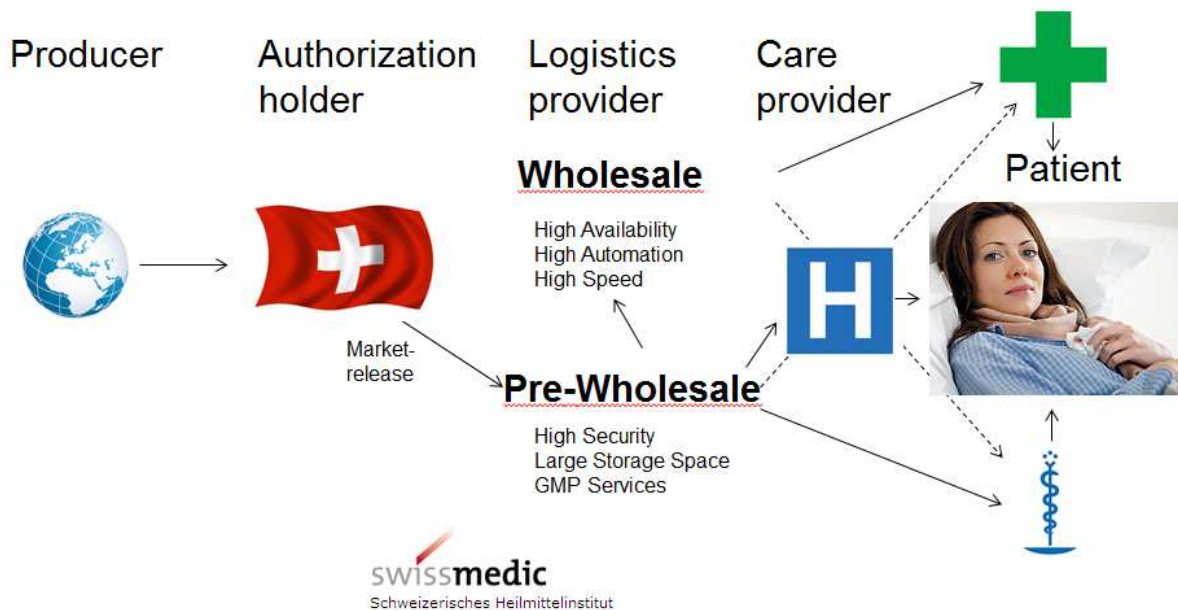 Producer
Authorization
holder
Logistics
provider
Care
provider
Wholesale
High Availability
High Automation
High Speed
Patient
H
Market-
release
Pre-Wholesale
High Security
Large Storage Space
GMP Services
swissmedic
Schweizerisches Heilmittelinstitut